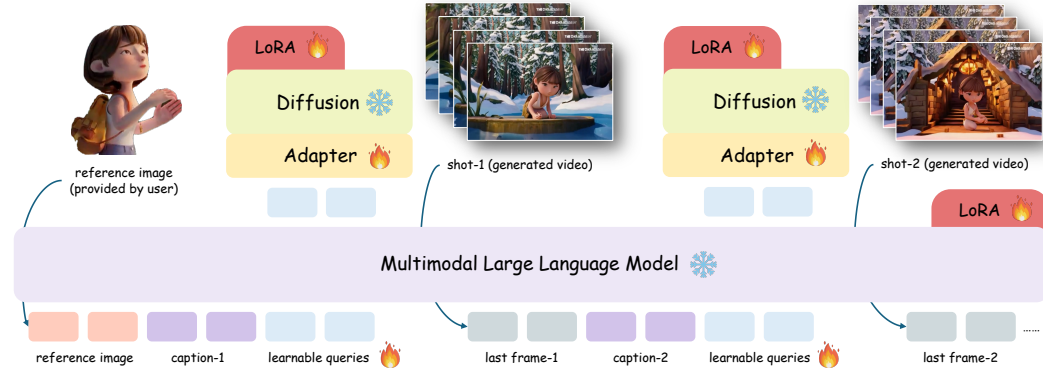 LoRA
Diffusion
Adapter
reference image
(provided by user)
shot-1 (generated video)
LoRA
Diffusion
Adapter
shot-2 (generated video)
LoRA
Multimodal Large Language Model
reference image
caption-1
learnable queries
last frame-1
caption-2
learnable queries
last frame-2
......